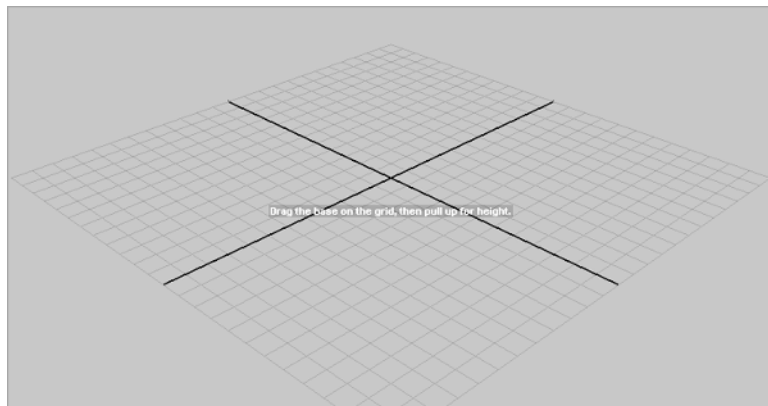 Drag the base on the grid, then pull up for height.